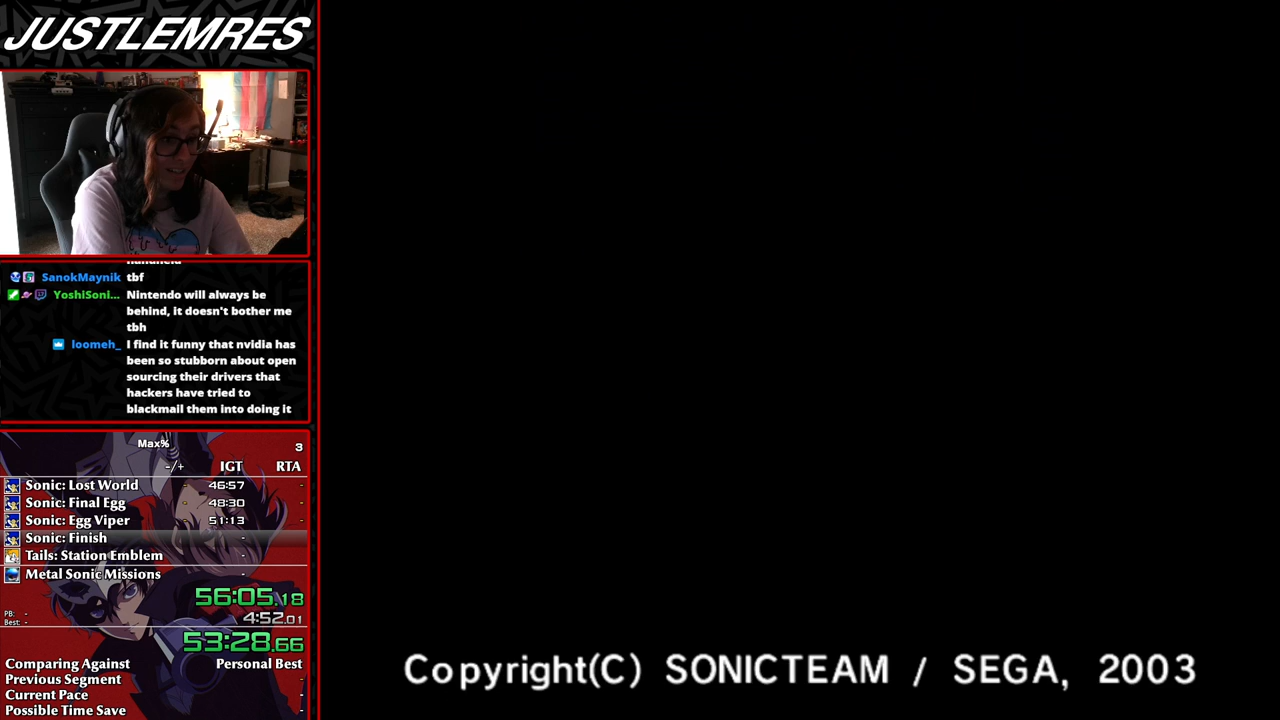 JUSTLEMRES
SanokMaynik tbf
YoshiSoni... Nintendo will always be
behind, it doesn't bother me
tbh
loomeh_ I find it funny that nvidia has
been so stubborn about open
sourcing their drivers that
hackers have tried to
blackmail them into doing it
Max% 3
-/+ IGT RTA
Sonic: Lost World - 46:57 -
Sonic: Final Egg - 48:30 -
Sonic: Egg Viper 51:13 -
Sonic: Finish -
Tails: Station Emblem -
Metal Sonic Missions -
56:05.18
PB: -
Best: -
4:52.01
53:28.66
Comparing Against Personal Best
Previous Segment -
Current Pace -
Possible Time Save -
Copyright(C) SONICTEAM / SEGA, 2003